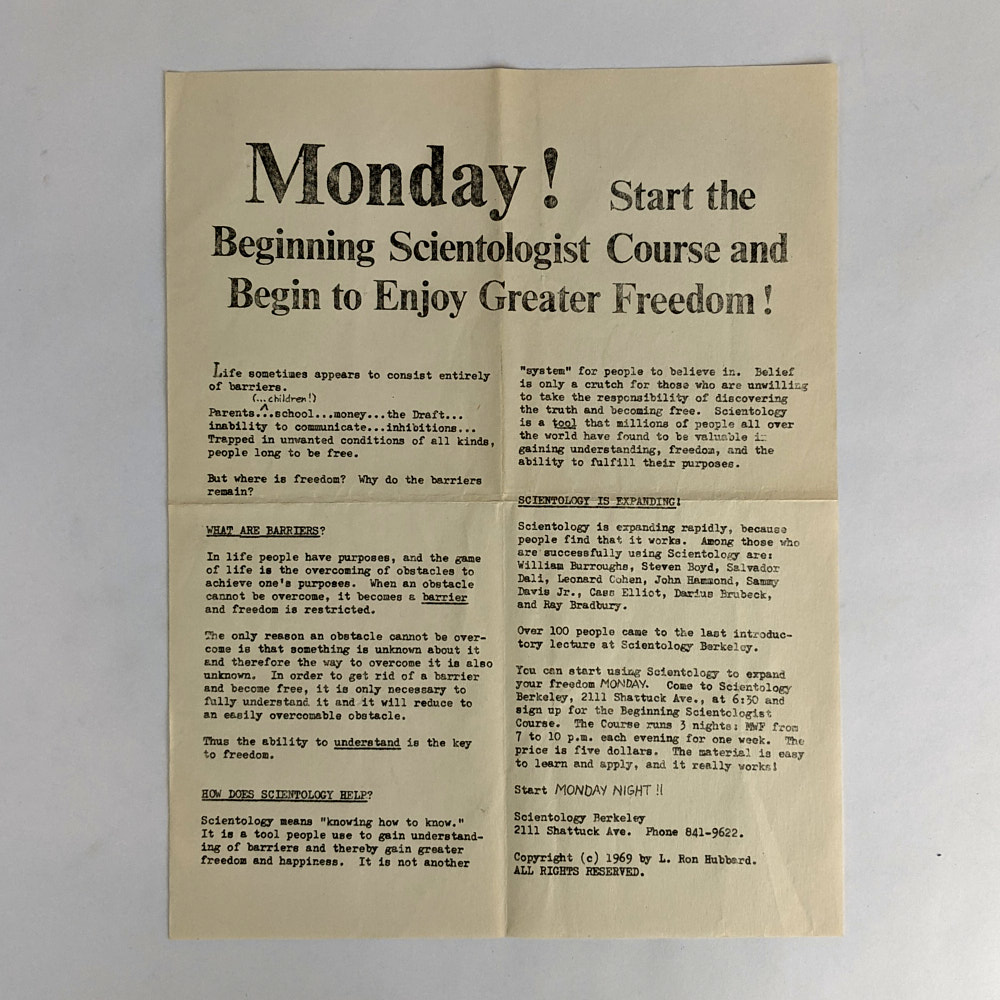 Monday! Start the
Beginning Scientologist Course and
Begin to Enjoy Greater Freedom!
Life sometimes appears to consist entirely
of barriers.
(...children!)
Parents...school...money...the Draft...
inability to communicate...inhibitions...
Trapped in unwanted conditions of all kinds,
people long to be free.
But where is freedom? Why do the barriers
remain?
WHAT ARE BARRIERS?
In life people have purposes, and the game
of life is the overcoming of obstacles to
achieve one's purposes. When an obstacle
cannot be overcome, it becomes a barrier
and freedom is restricted.
The only reason an obstacle cannot be over-
come is that something is unknown about it
and therefore the way to overcome it is also
unknown. In order to get rid of a barrier
and become free, it is only necessary to
fully understand it and it will reduce to
an easily overcomable obstacle.
Thus the ability to understand is the key
to freedom.
HOW DOES SCIENTOLOGY HELP?
Scientology means "knowing how to know."
It is a tool people use to gain understand-
ing of barriers and thereby gain greater
freedom and happiness. It is not another
"system" for people to believe in. Belief
is only a crutch for those who are unwilling
to take the responsibility of discovering
the truth and becoming free. Scientology
is a tool that millions of people all over
the world have found to be valuable in
gaining understanding, freedom, and the
ability to fulfill their purposes.
SCIENTOLOGY IS EXPANDING!
Scientology is expanding rapidly, because
people find that it works. Among those who
are successfully using Scientology are:
William Burroughs, Steven Boyd, Salvador
Dali, Leonard Cohen, John Hammond, Sammy
Davis Jr., Cass Elliot, Darius Brubeck,
and Ray Bradbury.
Over 100 people came to the last introduc-
tory lecture at Scientology Berkeley.
You can start using Scientology to expand
your freedom MONDAY. Come to Scientology
Berkeley, 2111 Shattuck Ave., at 6:30 and
sign up for the Beginning Scientologist
Course. The Course runs 3 nights: MWF from
7 to 10 p.m. each evening for one week. The
price is five dollars. The material is easy
to learn and apply, and it really works!
Start MONDAY NIGHT!!
Scientology Berkeley
2111 Shattuck Ave. Phone 841-9622.
Copyright (c) 1969 by L. Ron Hubbard.
ALL RIGHTS RESERVED.